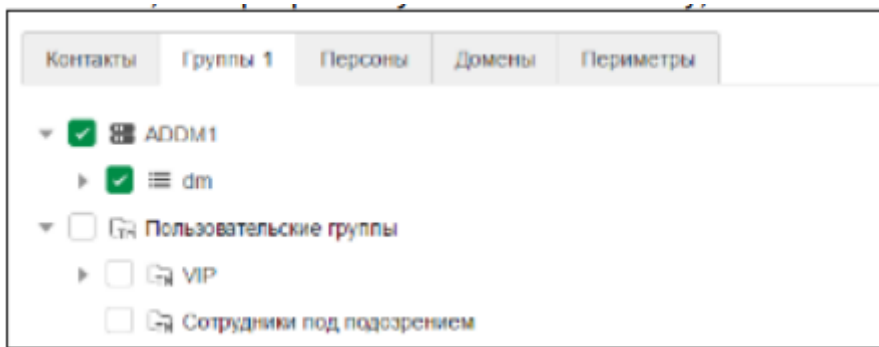 Контакты Группы 1 Персоны Домены Периметры
ADDM1
dm
Пользовательские группы
VIP
Сотрудники под подозрением